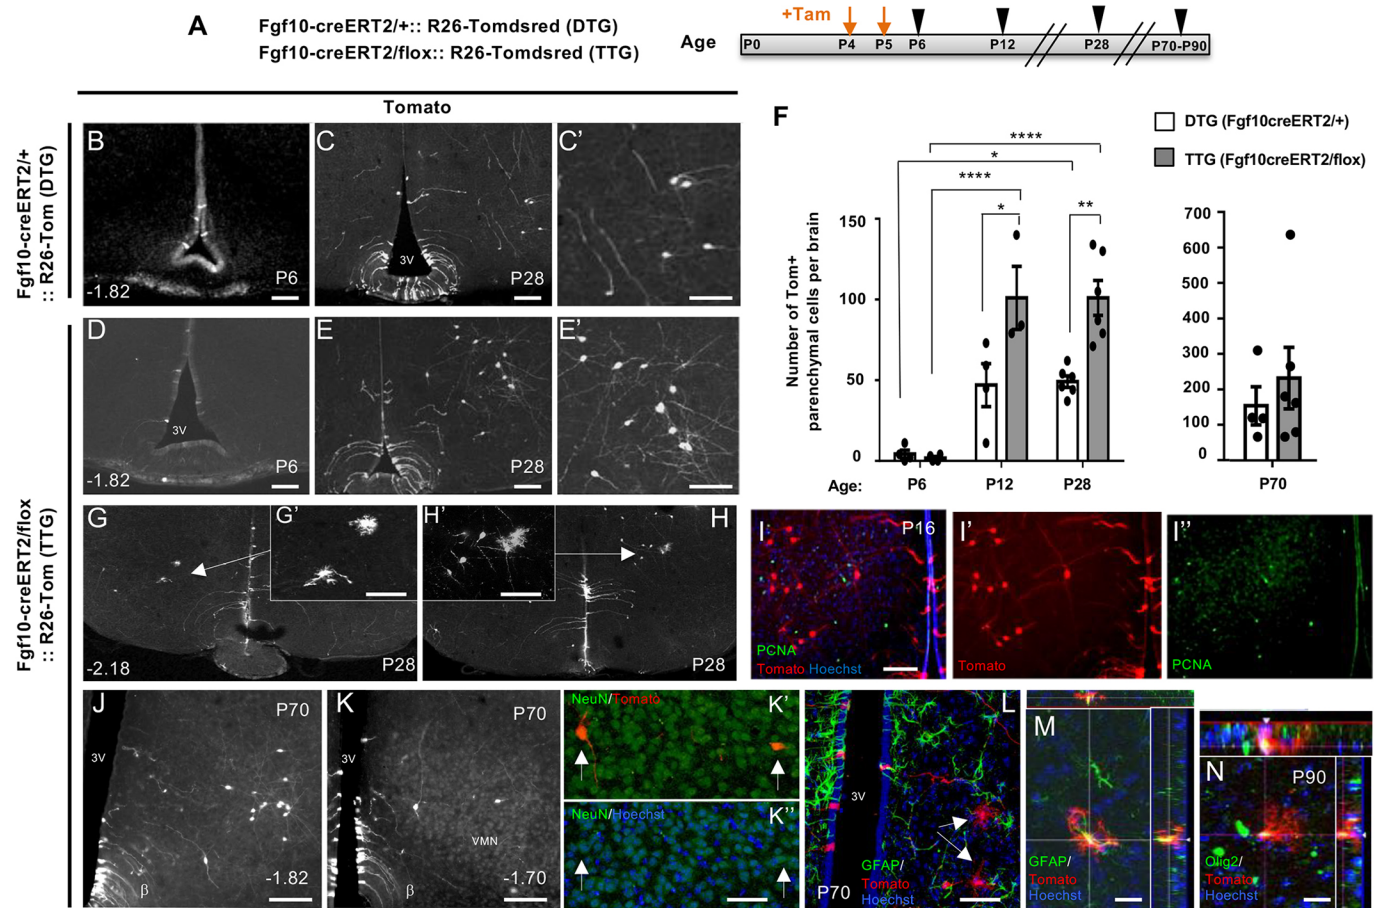 A
Fgf10-creERT2/+:: R26-Tomdsred (DTG)
Fgf10-creERT2/flox:: R26-Tomdsred (TTG)
+Tam
Age
P0
P4
P5
P6
P12
P28
P70-P90
Tomato
Fgf10-creERT2/+
:: R26-Tom (DTG)
B
-1.82
P6
C
3V
P28
C'
Fgf10-creERT2/flox
:: R26-Tom (TTG)
D
3V
-1.82
P6
E
P28
E'
G
G'
-2.18
P28
H'
H
P28
F
DTG (Fgf10creERT2/+)
TTG (Fgf10creERT2/flox)
****
*
****
*
**
Number of Tom+
parenchymal cells per brain
150
100
50
0
Age:
P6
P12
P28
700
600
500
400
300
200
100
0
P70
I
P16
PCNA
Tomato Hoechst
I'
Tomato
I''
PCNA
J
P70
3V
β
-1.82
K
P70
3V
VMN
β
-1.70
NeuN/Tomato
K'
NeuN/Hoechst
K''
L
3V
P70
GFAP/
Tomato
Hoechst
M
GFAP/
Tomato
Hoechst
N
P90
Olig2/
Tomato
Hoechst